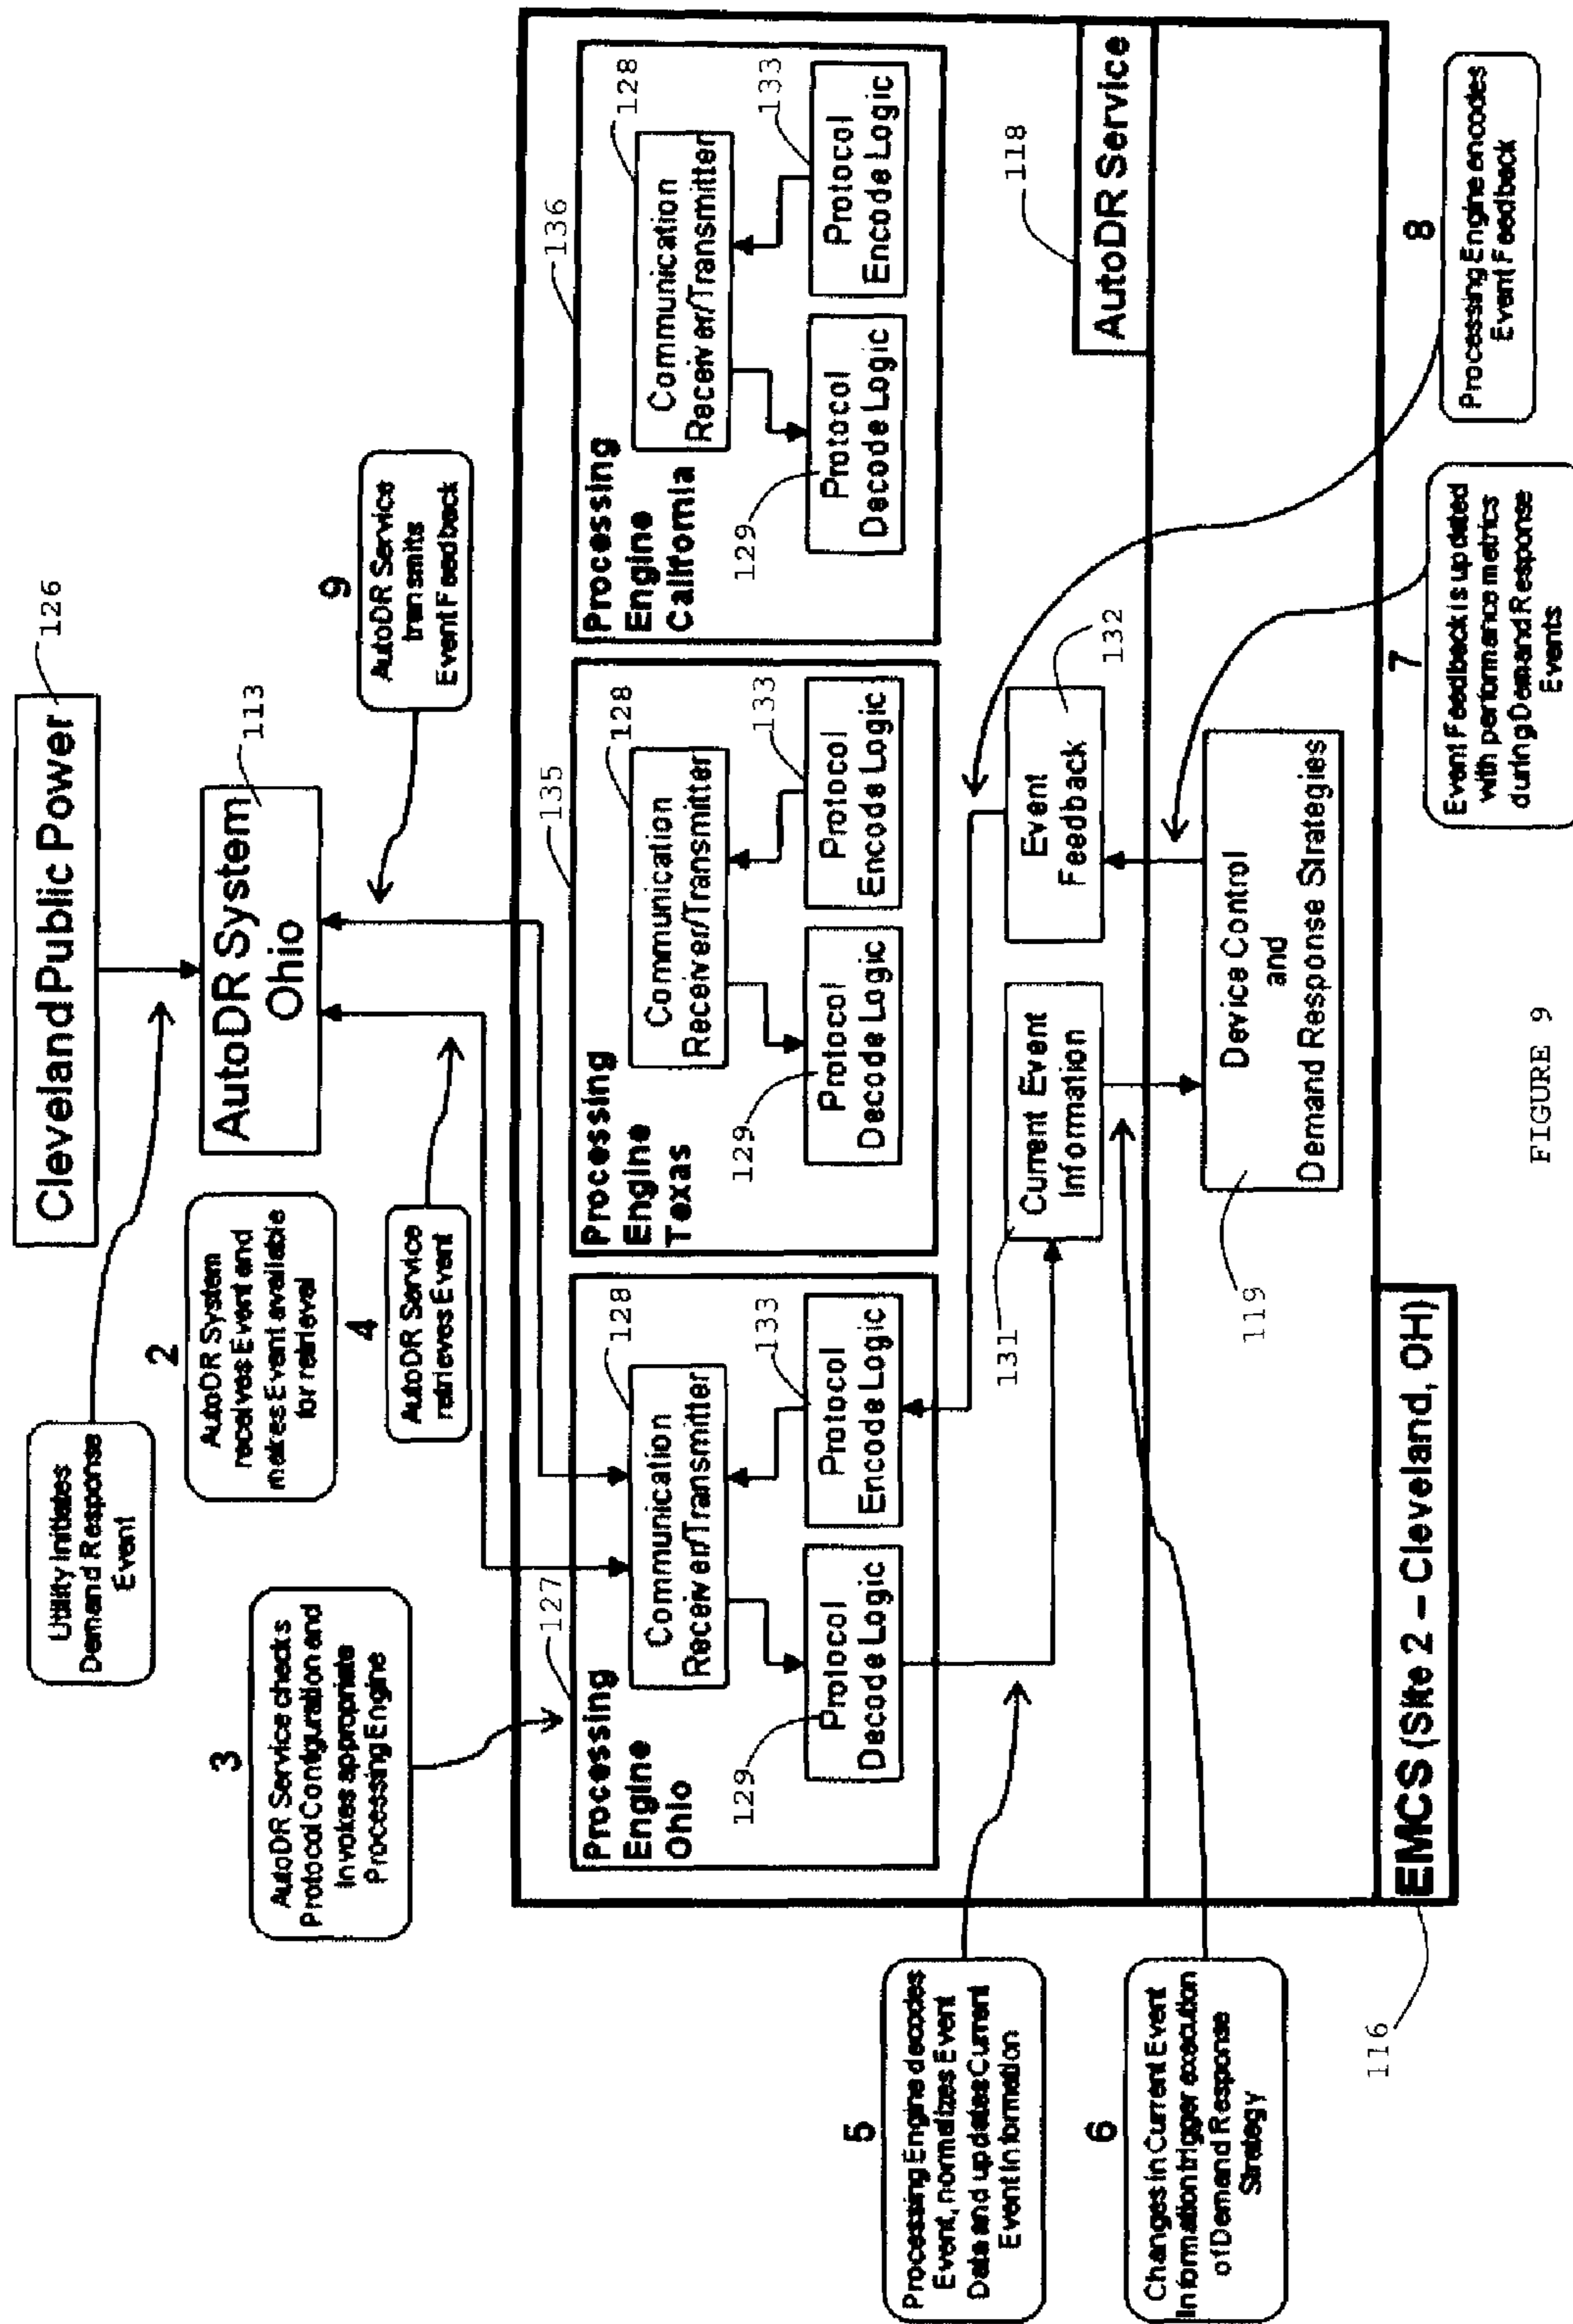 Cleveland Public Power
126
Utility Initiates
Demand Response
Event
AutoDR System
Ohio
113
2
AutoDR System
receives Event and
makes Event available
for retrieval
9
AutoDR Service
transmits
Event Feedback
3
AutoDR Service checks
Protocol Configuration and
Invokes appropriate
Processing Engine
4
AutoDR Service
retrieves Event
127
Processing
Engine
Ohio
Communication
Receiver/Transmitter
128
Protocol
Decode Logic
129
Protocol
Encode Logic
133
135
Processing
Engine
Texas
Communication
Receiver/Transmitter
128
Protocol
Decode Logic
129
Protocol
Encode Logic
133
136
Processing
Engine
California
Communication
Receiver/Transmitter
128
Protocol
Decode Logic
129
Protocol
Encode Logic
133
5
Processing Engine decodes
Event, normalizes Event
Data and updates Current
Event Information
131
Current Event
Information
Event
Feedback
132
118
AutoDR Service
6
Changes in Current Event
Information trigger execution
of Demand Response
Strategy
119
Device Control
and
Demand Response Strategies
116
EMCS (Site 2 – Cleveland, OH)
7
Event Feedback is updated
with performance metrics
during Demand Response
Events
8
Processing Engine encodes
Event Feedback
FIGURE 9